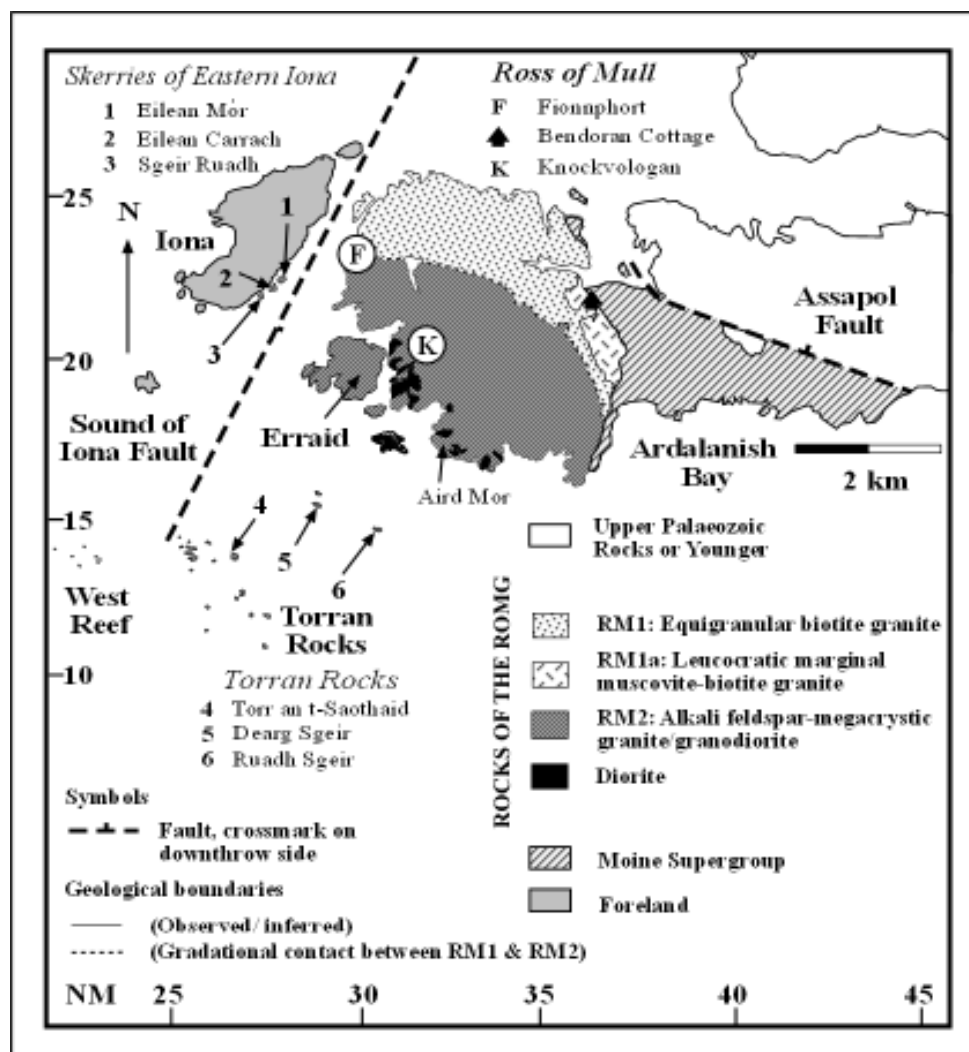 Skerries of Eastern Iona
1 Eilean Mór
2 Eilean Carrach
3 Sgeir Ruadh
Ross of Mull
F Fionnphort
Bendoran Cottage
K Knockvologan
25
N
Iona
1
2
F
3
20
K
Assapol
Fault
Sound of
Iona Fault
Erraid
Aird Mor
Ardalanish
Bay
2 km
15
4
5
6
West
Reef
Torran
Rocks
10
Torran Rocks
4 Torr an t-Saothaid
5 Dearg Sgeir
6 Ruadh Sgeir
Upper Palaeozoic
Rocks or Younger
ROCKS OF THE ROMG
RM1: Equigranular biotite granite
RM1a: Leucocratic marginal
muscovite-biotite granite
RM2: Alkali feldspar-megacrystic
granite/granodiorite
Diorite
Moine Supergroup
Foreland
Symbols
Fault, crossmark on
downthrow side
Geological boundaries
(Observed/inferred)
(Gradational contact between RM1 & RM2)
NM 25 30 35 40 45